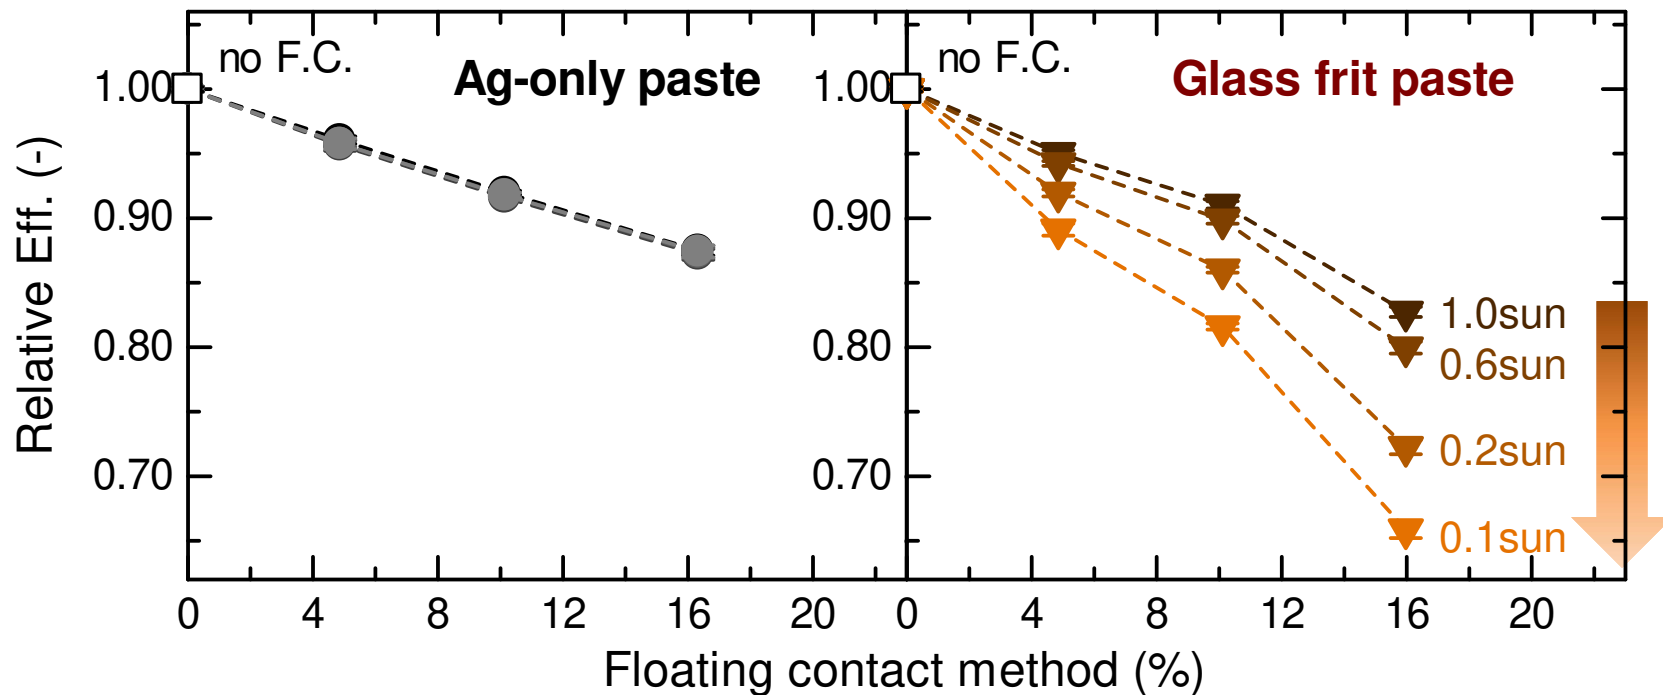 Relative Eff. (-)
1.00
0.90
0.80
0.70
no F.C.
Ag-only paste
0 4 8 12 16 20
1.00
0.90
0.80
0.70
no F.C.
Glass frit paste
1.0sun
0.6sun
0.2sun
0.1sun
0 4 8 12 16 20
Floating contact method (%)